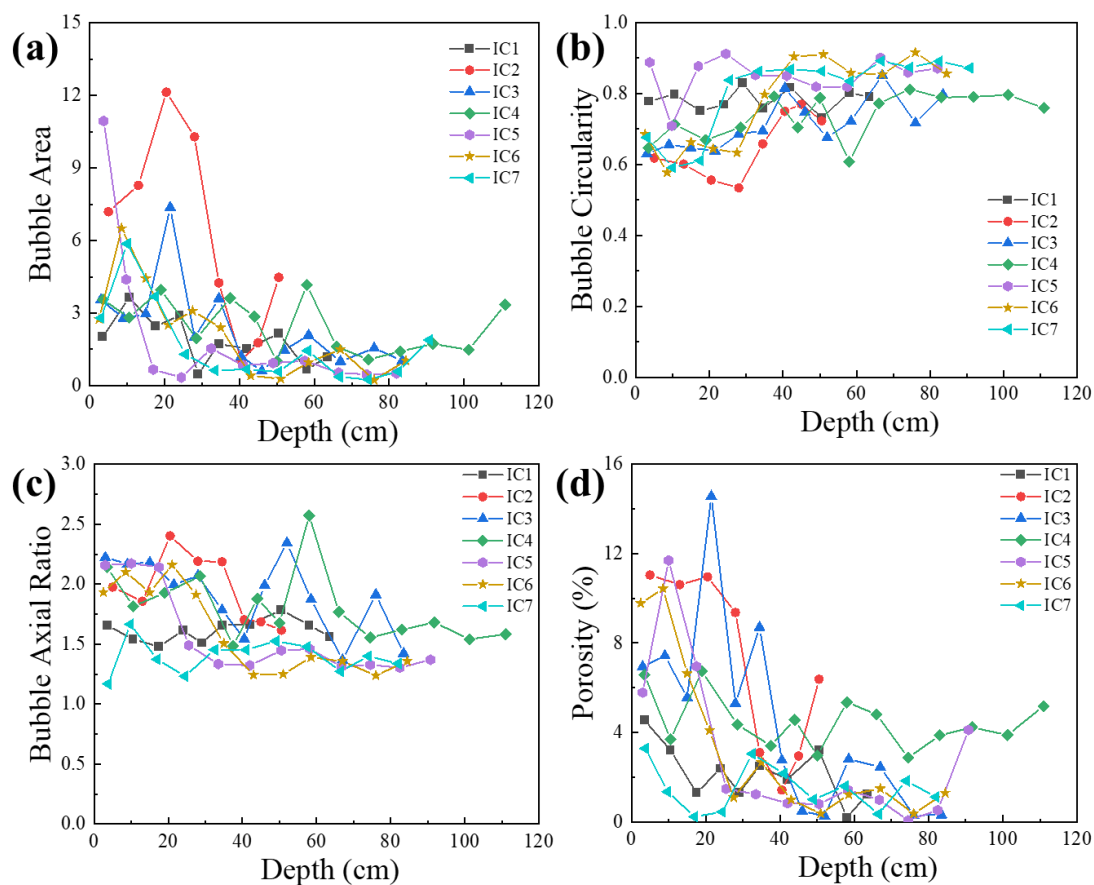 (a)
15
12
9
6
3
0
Bubble Area
0 20 40 60 80 100 120
Depth (cm)
IC1
IC2
IC3
IC4
IC5
IC6
IC7
(b)
1.0
0.8
0.6
0.4
0.2
0.0
Bubble Circularity
0 20 40 60 80 100 120
Depth (cm)
IC1
IC2
IC3
IC4
IC5
IC6
IC7
(c)
3.0
2.5
2.0
1.5
1.0
0.5
0.0
Bubble Axial Ratio
0 20 40 60 80 100 120
Depth (cm)
IC1
IC2
IC3
IC4
IC5
IC6
IC7
(d)
16
12
8
4
0
Porosity (%)
0 20 40 60 80 100 120
Depth (cm)
IC1
IC2
IC3
IC4
IC5
IC6
IC7